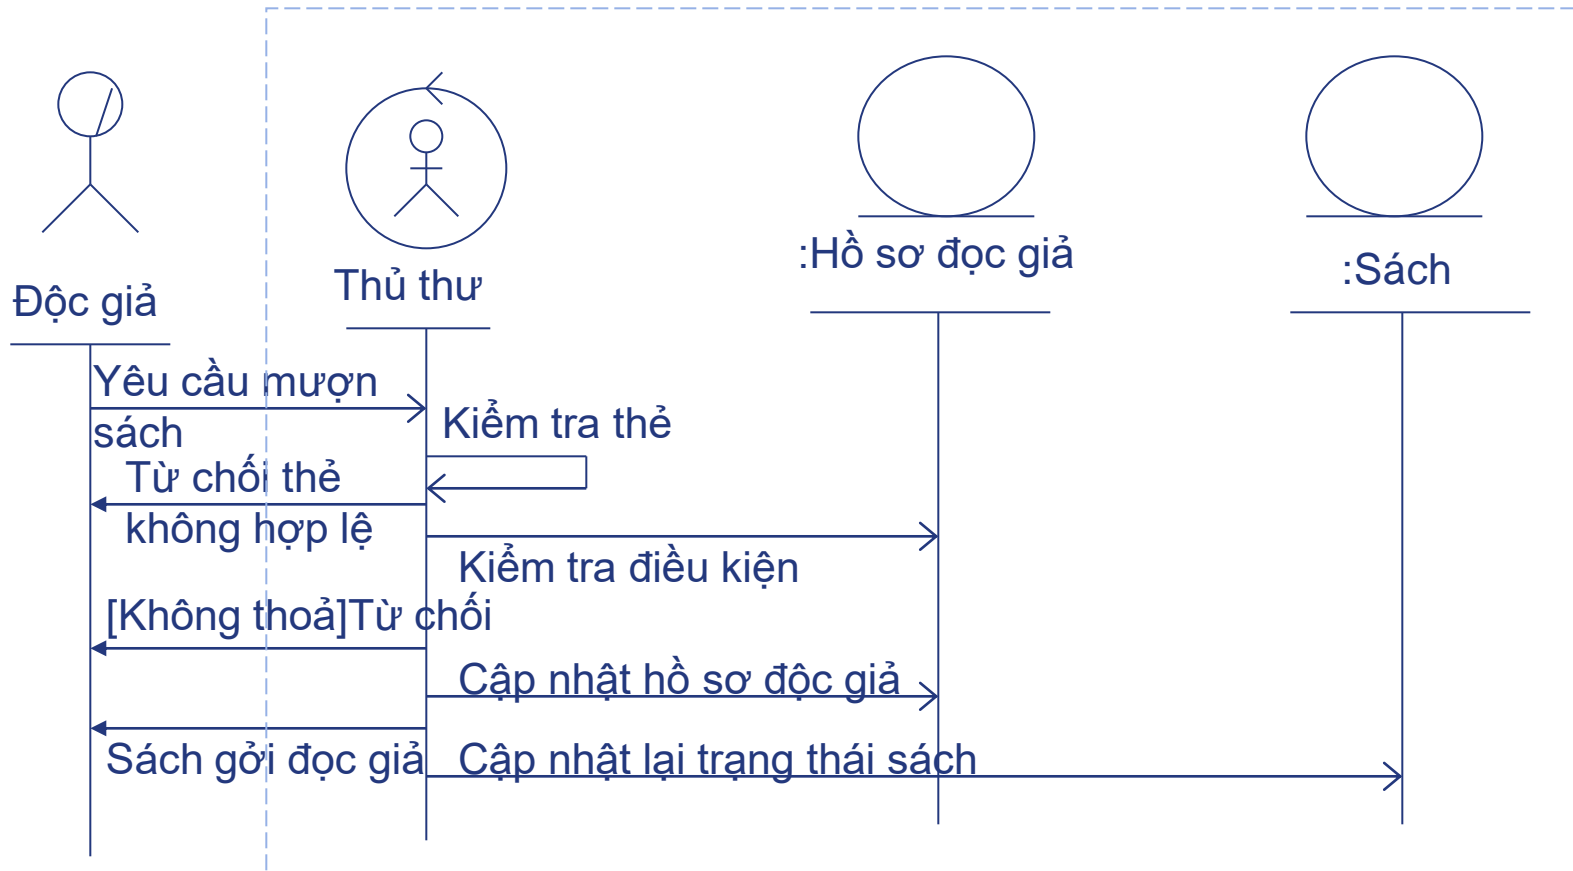 :Hồ sơ đọc giả
:Sách
Thủ thư
Độc giả
Yêu cầu mượn
sách
Kiểm tra thẻ
Từ chối thẻ
không hợp lệ
Kiểm tra điều kiện
[Không thoả]Từ chối
Cập nhật hồ sơ độc giả
Sách gởi đọc giả
Cập nhật lại trạng thái sách